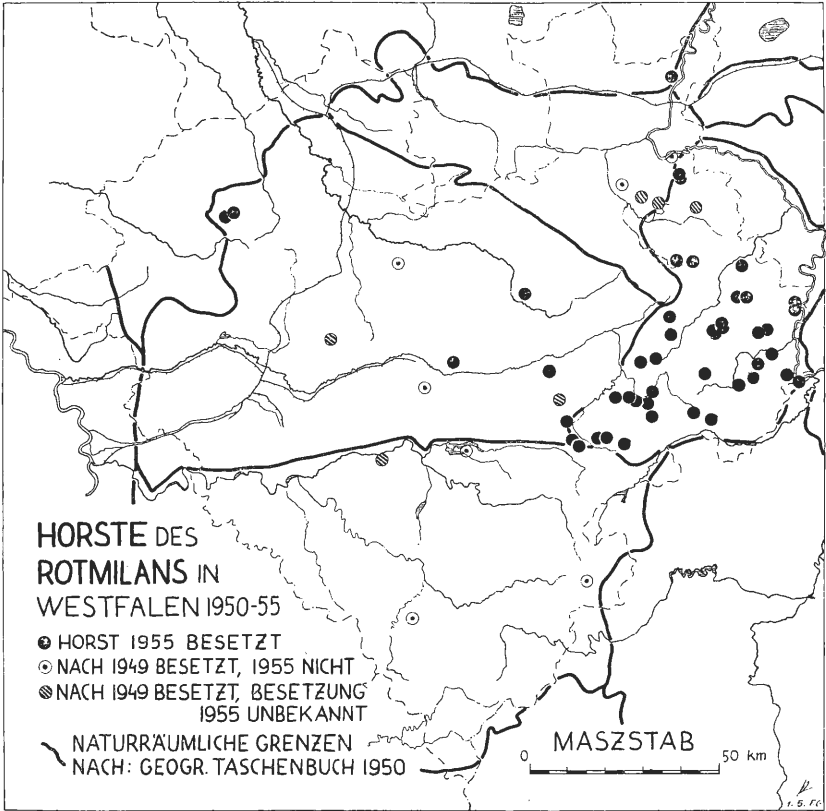 HORSTE DES
ROTMILANS IN
WESTFALEN 1950-55
HORST 1955 BESETZT
NACH 1949 BESETZT, 1955 NICHT
NACH 1949 BESETZT, BESETZUNG
1955 UNBEKANNT
NATURRÄUMLICHE GRENZEN
NACH: GEOGR. TASCHENBUCH 1950
MASZSTAB
0 50 km